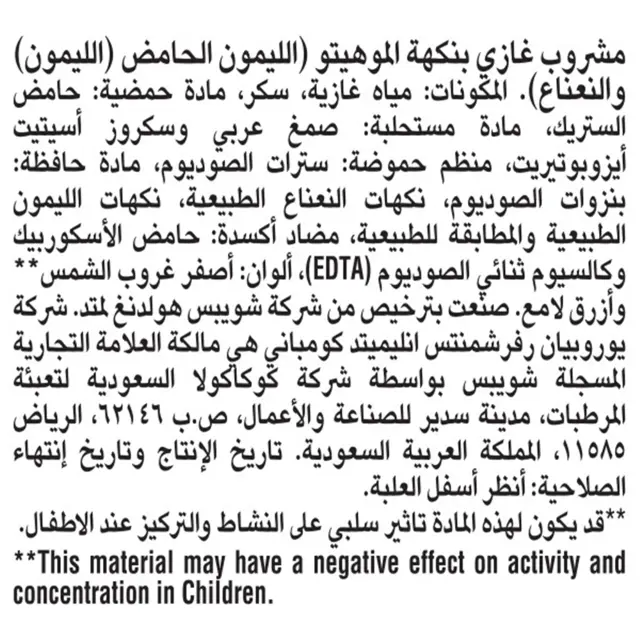 مشروب غازي بنكهة الموهيتو (الليمون الحامض (الليمون)
والنعناع). المكونات: مياه غازية، سكر، مادة حمضية: حامض
الستريك، مادة مستحلبة: صمغ عربي وسكروز أسيتيت
أيزوبوتيريت، منظم حموضة: سترات الصوديوم، مادة حافظة:
بنزوات الصوديوم، نكهات النعناع الطبيعية، نكهات الليمون
الطبيعية والمطابقة للطبيعية، مضاد أكسدة: حامض الأسكوربيك
وكالسيوم ثنائي الصوديوم (EDTA)، ألوان: أصفر غروب الشمس**
وأزرق لامع. صنعت بترخيص من شركة شويبس هولدنغ لمتد. شركة
يوروبيان رفرشمنتس انليميتد كومباني هي مالكة العلامة التجارية
المسجلة شويبس بواسطة شركة كوكاكولا السعودية لتعبئة
المرطبات، مدينة سدير للصناعة والأعمال، ص.ب ٦٢١٤٦، الرياض
١١٥٨٥، المملكة العربية السعودية. تاريخ الإنتاج وتاريخ إنتهاء
الصلاحية: أنظر أسفل العلبة.
**قد يكون لهذه المادة تاثير سلبي على النشاط والتركيز عند الاطفال.
**This material may have a negative effect on activity and
concentration in Children.